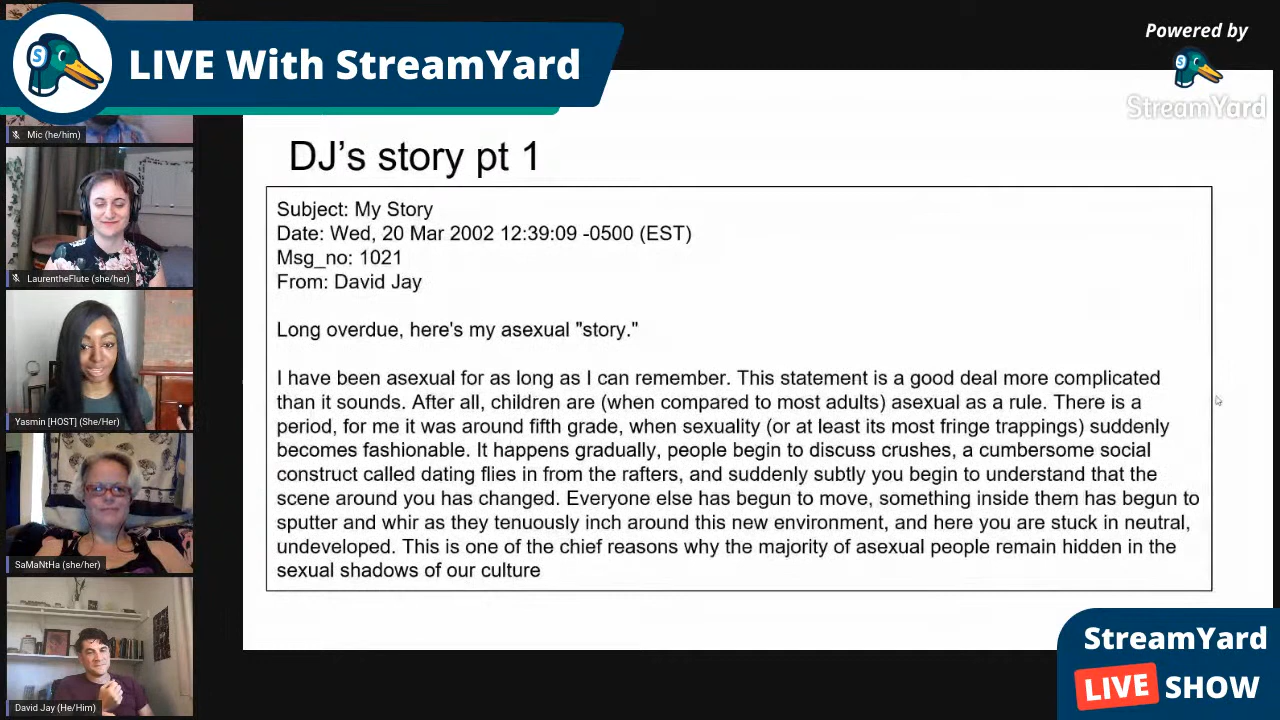 LIVE With StreamYard
Powered by
StreamYard
Mic (he/him)
LaurentheFlute (she/her)
Yasmin [HOST] (She/Her)
SaMaNtHa (she/her)
David Jay (He/Him)
DJ's story pt 1
Subject: My Story
Date: Wed, 20 Mar 2002 12:39:09 -0500 (EST)
Msg_no: 1021
From: David Jay
Long overdue, here's my asexual "story."
I have been asexual for as long as I can remember. This statement is a good deal more complicated
than it sounds. After all, children are (when compared to most adults) asexual as a rule. There is a
period, for me it was around fifth grade, when sexuality (or at least its most fringe trappings) suddenly
becomes fashionable. It happens gradually, people begin to discuss crushes, a cumbersome social
construct called dating flies in from the rafters, and suddenly subtly you begin to understand that the
scene around you has changed. Everyone else has begun to move, something inside them has begun to
sputter and whir as they tenuously inch around this new environment, and here you are stuck in neutral,
undeveloped. This is one of the chief reasons why the majority of asexual people remain hidden in the
sexual shadows of our culture
StreamYard
LIVE SHOW